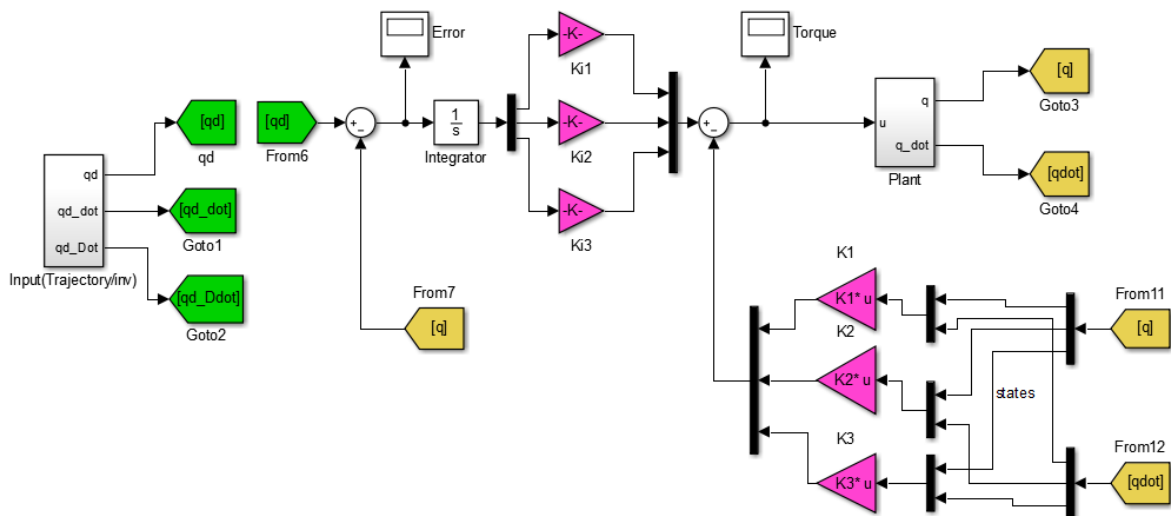 Error
Torque
-K-
Ki1
[qd]
qd
[qd]
From6
+
−
1
s
Integrator
-K-
Ki2
+
−
u
q
q_dot
Plant
[q]
Goto3
[qdot]
Goto4
qd
qd_dot
qd_Dot
Input(Trajectory/inv)
[qd_dot]
Goto1
[qd_Ddot]
Goto2
-K-
Ki3
From7
[q]
K1
K1* u
K2
K2* u
K3
K3* u
From11
[q]
states
From12
[qdot]